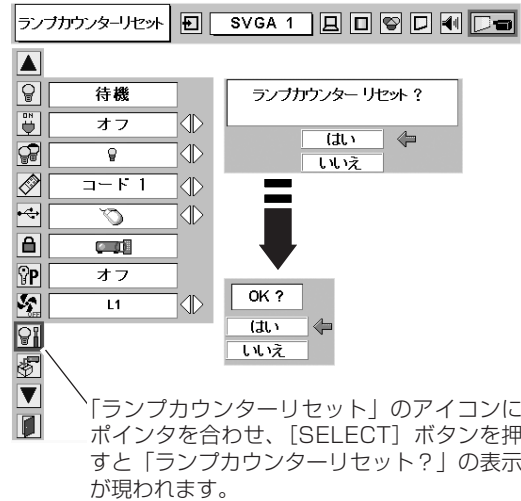 ランプカウンターリセット
SVGA 1
待機
ランプカウンター リセット？
ON
オフ
はい
いいえ
コード 1
P
オフ
OFF
L1
OK ?
はい
いいえ
「ランプカウンターリセット」のアイコンに
ポインタを合わせ、［SELECT］ボタンを押
すと「ランプカウンターリセット？」の表示
が現われます。